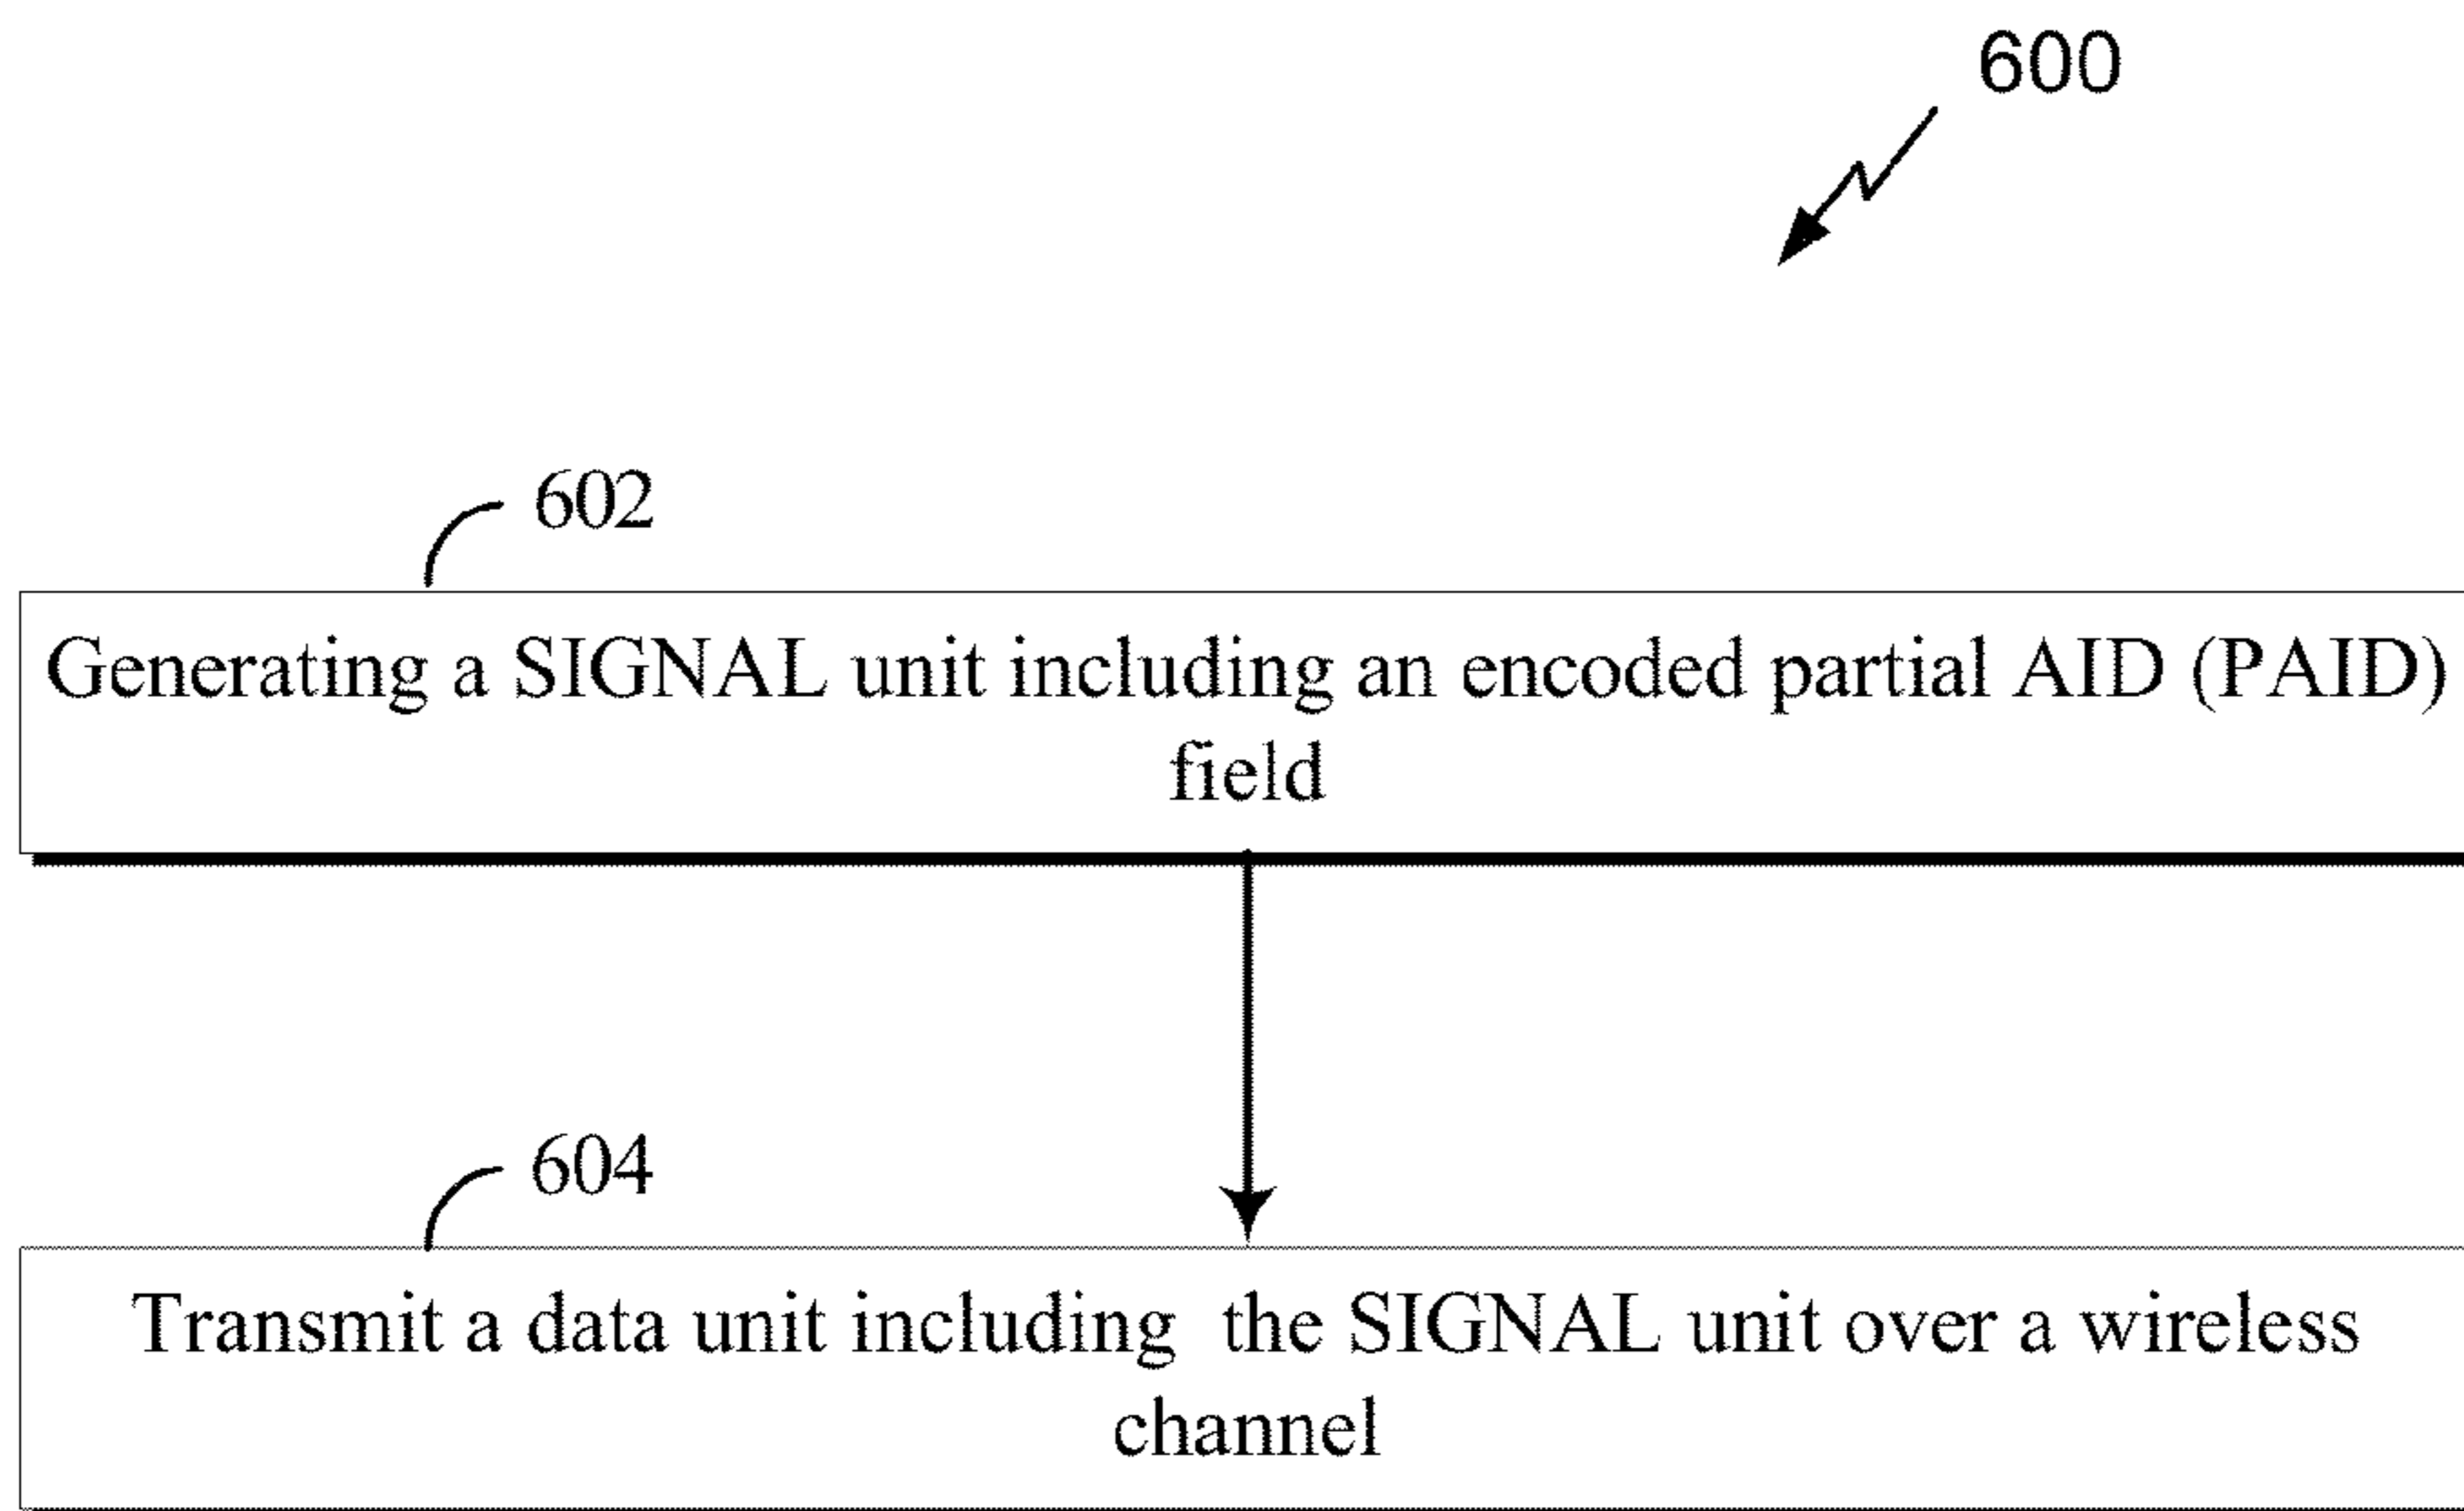 600
602
Generating a SIGNAL unit including an encoded partial AID (PAID)
field
604
Transmit a data unit including the SIGNAL unit over a wireless
channel